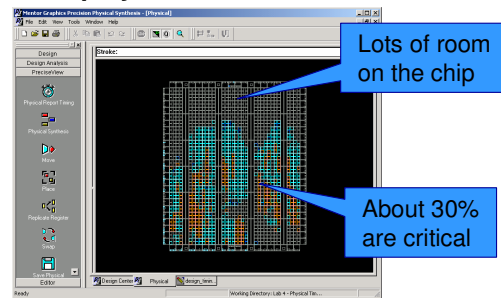 Mentor Graphics Precision Physical Synthesis - [Physical]
File Edit View Tools Window Help
Stroke:
Design
Design Analysis
PreciseView
Physical Report Timing
Physical Synthesis
Move
Place
Replicate Register
Swap
Save Physical
Editor
Design Center
Physical
design_timin...
Ready
Working Directory: Lab 4 - Physical Tim...
Lots of room
on the chip
About 30%
are critical